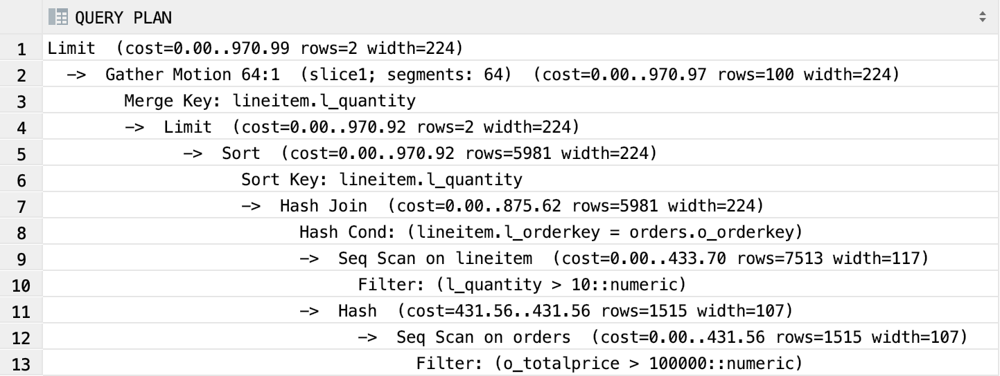 QUERY PLAN
1 Limit  (cost=0.00..970.99 rows=2 width=224)
2   ->  Gather Motion 64:1  (slice1; segments: 64)  (cost=0.00..970.97 rows=100 width=224)
3         Merge Key: lineitem.l_quantity
4         ->  Limit  (cost=0.00..970.92 rows=2 width=224)
5               ->  Sort  (cost=0.00..970.92 rows=5981 width=224)
6                     Sort Key: lineitem.l_quantity
7                     ->  Hash Join  (cost=0.00..875.62 rows=5981 width=224)
8                           Hash Cond: (lineitem.l_orderkey = orders.o_orderkey)
9                           ->  Seq Scan on lineitem  (cost=0.00..433.70 rows=7513 width=117)
10                                 Filter: (l_quantity > 10::numeric)
11                           ->  Hash  (cost=431.56..431.56 rows=1515 width=107)
12                                 ->  Seq Scan on orders  (cost=0.00..431.56 rows=1515 width=107)
13                                       Filter: (o_totalprice > 100000::numeric)